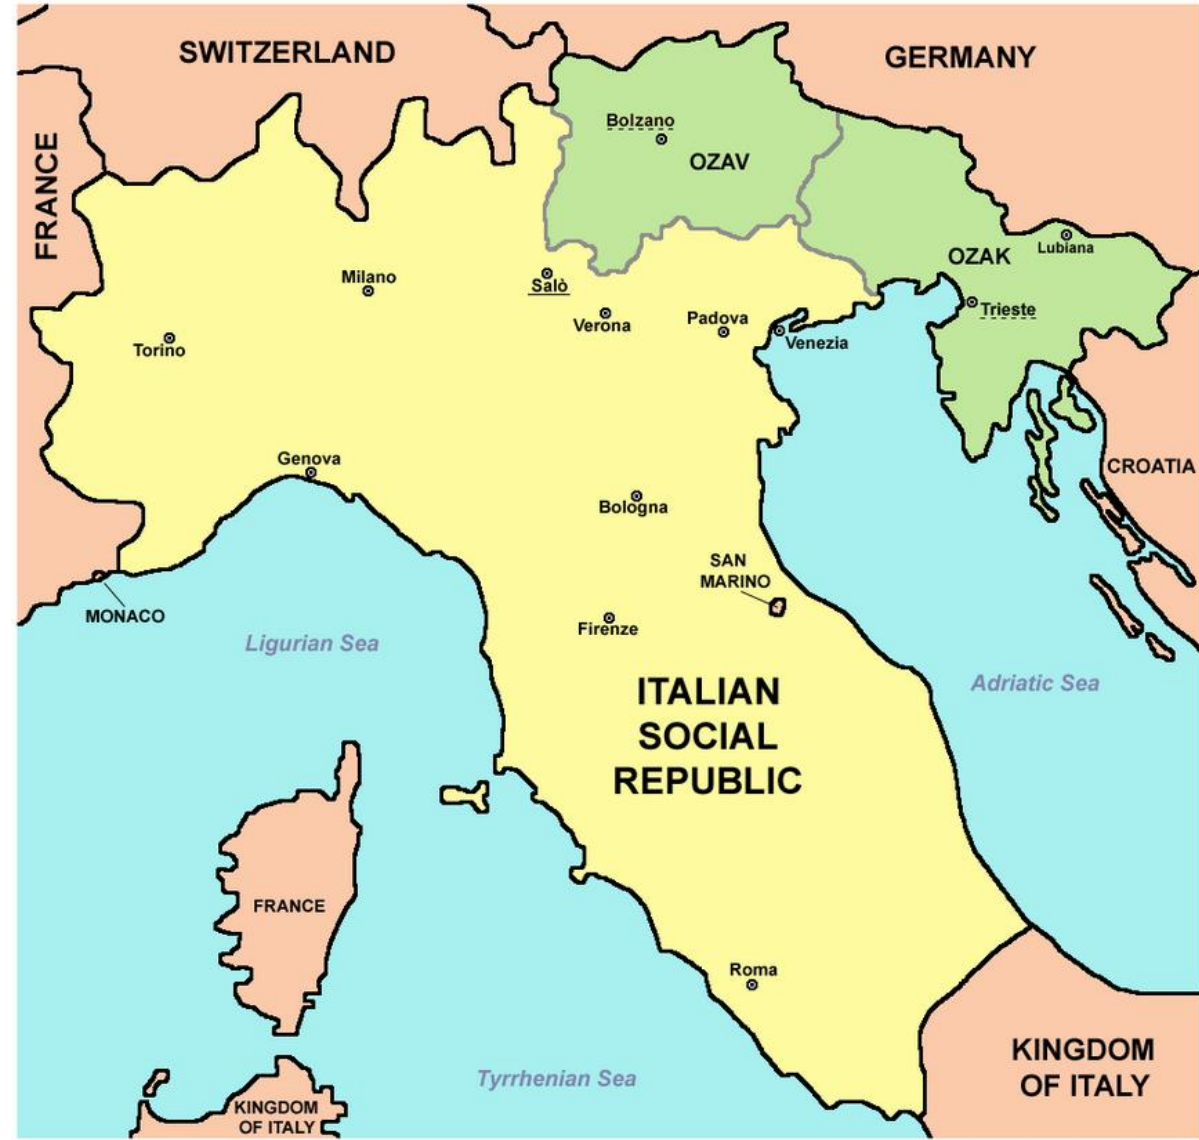 SWITZERLAND
GERMANY
FRANCE
Bolzano
OZAV
OZAK
Lubiana
Milano
Salò
Trieste
Verona
Padova
Venezia
Torino
Genova
CROATIA
Bologna
SAN
MARINO
MONACO
Firenze
Ligurian Sea
Adriatic Sea
ITALIAN
SOCIAL
REPUBLIC
FRANCE
Roma
KINGDOM
OF ITALY
Tyrrhenian Sea
KINGDOM
OF ITALY